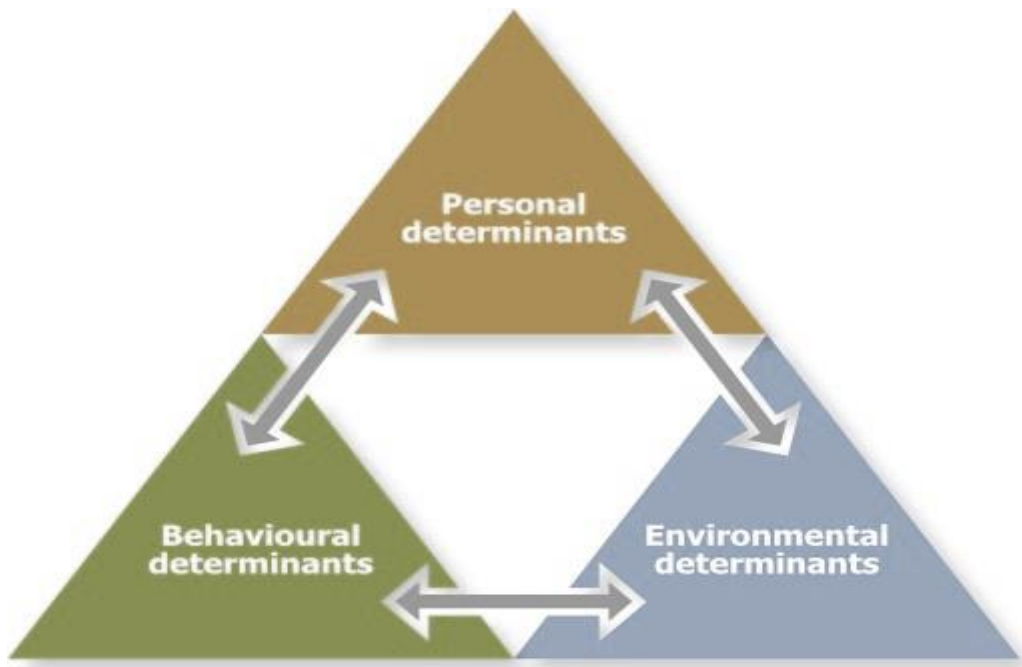 Personal
determinants
Behavioural
determinants
Environmental
determinants